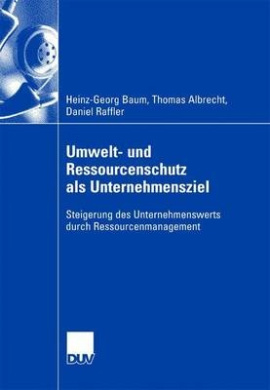 Heinz-Georg Baum, Thomas Albrecht,
Daniel Raffler
Umwelt- und
Ressourcenschutz
als Unternehmensziel
Steigerung des Unternehmenswerts
durch Ressourcenmanagement
DUV